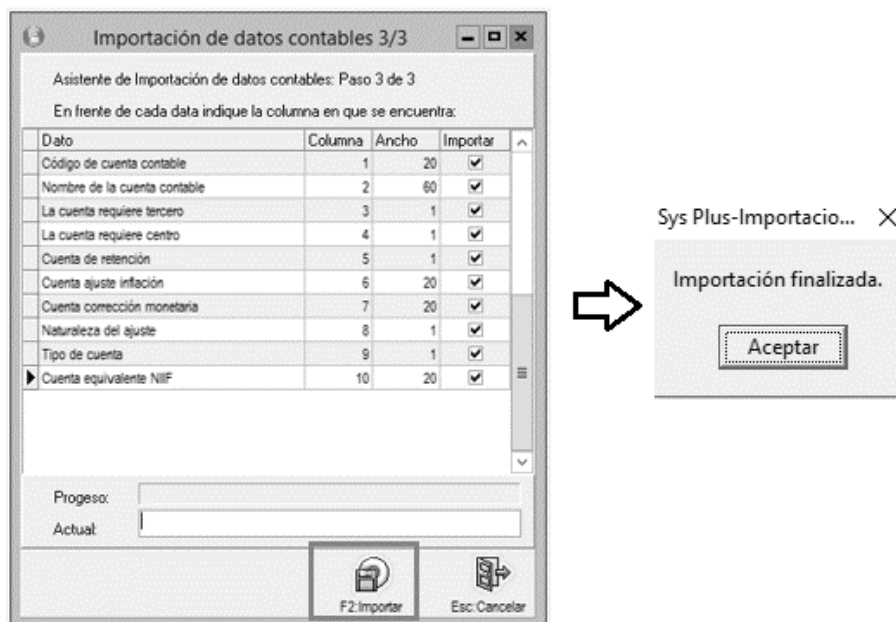 Importación de datos contables 3/3
Asistente de Importación de datos contables: Paso 3 de 3
En frente de cada data indique la columna en que se encuentra:
Dato Columna Ancho Importar
Código de cuenta contable 1 20
Nombre de la cuenta contable 2 60
La cuenta requiere tercero 3 1
La cuenta requiere centro 4 1
Cuenta de retención 5 1
Cuenta ajuste inflación 6 20
Cuenta corrección monetaria 7 20
Naturaleza del ajuste 8 1
Tipo de cuenta 9 1
Cuenta equivalente NIIF 10 20
Progeso:
Actual:
F2:Importar Esc:Cancelar
Sys Plus-Importacio...
Importación finalizada.
Aceptar